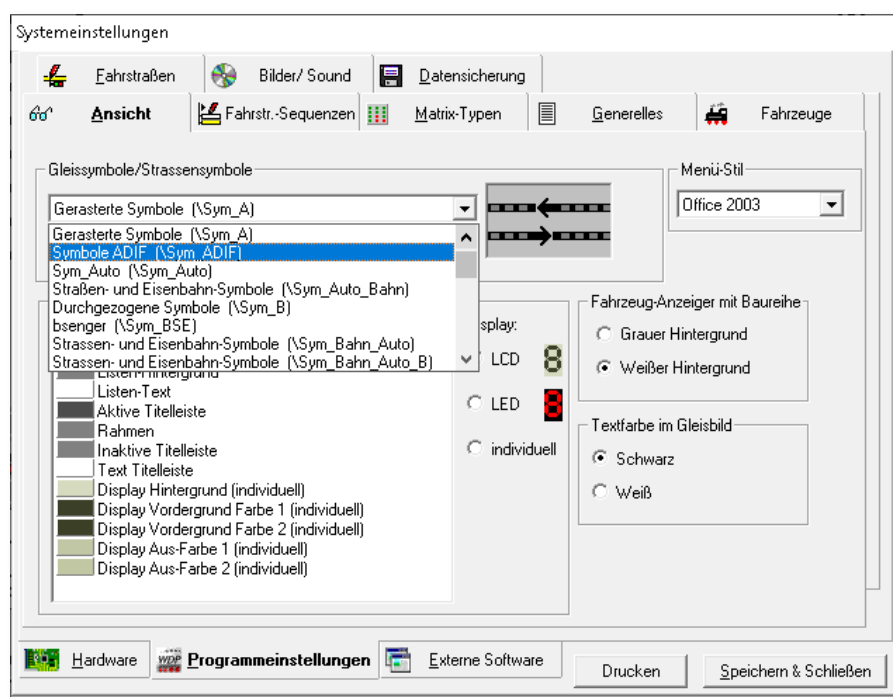 Systemeinstellungen
Fahrstraßen
Bilder/ Sound
Datensicherung
Ansicht
Fahrstr.-Sequenzen
Matrix-Typen
Generelles
Fahrzeuge
Gleissymbole/Strassensymbole
Gerasterte Symbole (\Sym_A)
Gerasterte Symbole (\Sym_A)
Symbole ADIF (\Sym_ADIF)
Sym_Auto (\Sym_Auto)
Straßen- und Eisenbahn-Symbole (\Sym_Auto_Bahn)
Durchgezogene Symbole (\Sym_B)
bsenger (\Sym_BSE)
Strassen- und Eisenbahn-Symbole (\Sym_Bahn_Auto)
Strassen- und Eisenbahn-Symbole (\Sym_Bahn_Auto_B)
Menü-Stil
Office 2003
Listen-Hintergrund
Listen-Text
Aktive Titelleiste
Rahmen
Inaktive Titelleiste
Text Titelleiste
Display Hintergrund (individuell)
Display Vordergrund Farbe 1 (individuell)
Display Vordergrund Farbe 2 (individuell)
Display Aus-Farbe 1 (individuell)
Display Aus-Farbe 2 (individuell)
splay:
LCD 8
LED 8
individuell
Fahrzeug-Anzeiger mit Baureihe
Grauer Hintergrund
Weißer Hintergrund
Textfarbe im Gleisbild
Schwarz
Weiß
Hardware
WDP Programmeinstellungen
Externe Software
Drucken
Speichern & Schließen